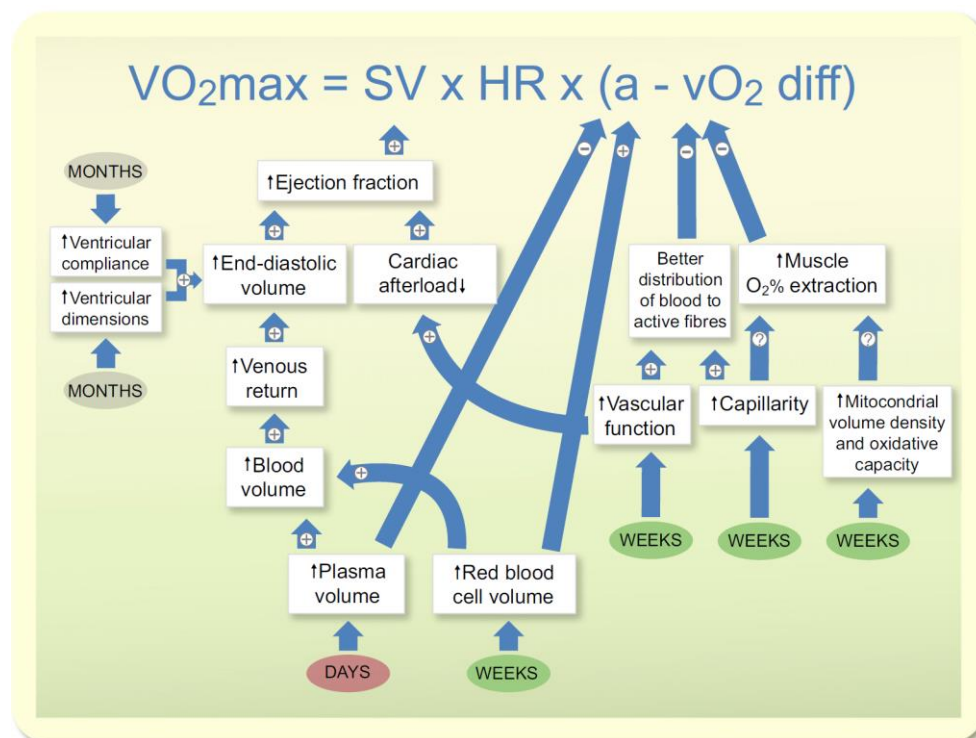 VO₂max = SV x HR x (a - vO₂ diff)
MONTHS
↑Ejection fraction
↑Ventricular
compliance
↑Ventricular
dimensions
MONTHS
↑End-diastolic
volume
Cardiac
afterload↓
Better
distribution
of blood to
active fibres
↑Muscle
O₂% extraction
↑Venous
return
↑Blood
volume
↑Vascular
function
↑Capillarity
↑Mitocondrial
volume density
and oxidative
capacity
WEEKS
WEEKS
WEEKS
↑Plasma
volume
↑Red blood
cell volume
DAYS
WEEKS